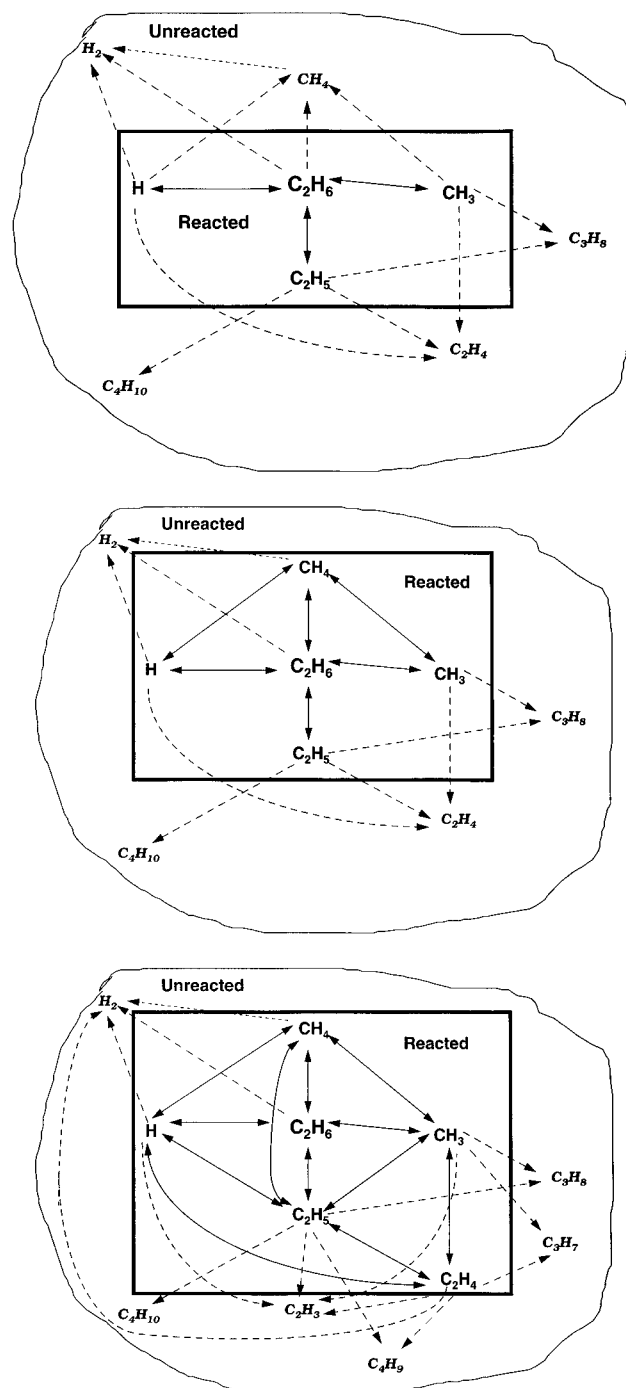 Unreacted
H₂
CH₄
H
C₂H₆
CH₃
Reacted
C₃H₈
C₂H₅
C₂H₄
C₄H₁₀
Unreacted
H₂
CH₄
Reacted
H
C₂H₆
CH₃
C₃H₈
C₂H₅
C₂H₄
C₄H₁₀
Unreacted
H₂
CH₄
Reacted
H
C₂H₆
CH₃
C₃H₈
C₂H₅
C₃H₇
C₂H₄
C₄H₁₀
C₂H₃
C₄H₉